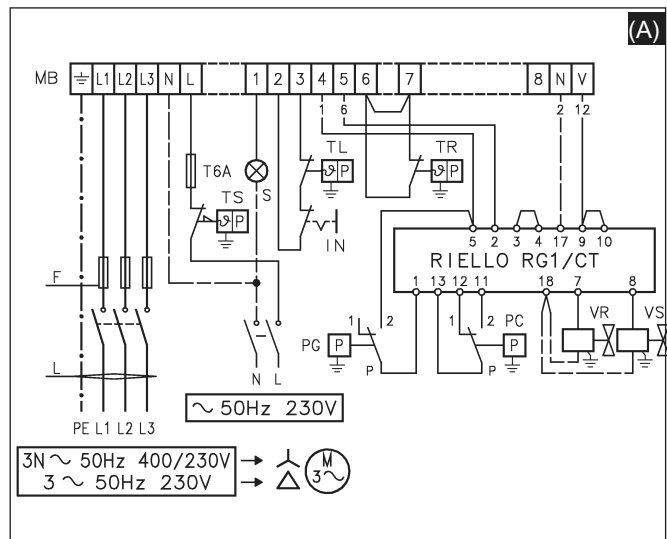 (A)
MB L1 L2 L3 N L 1 2 3 4 5 6 7 8 N V
1 6 2 12
T6A S TL ϑ P TR ϑ P
TS ϑ P
IN
5 2 3 4 17 9 10
RIELLO RG1/CT
1 13 12 11 18 7 8
F
1 2 1 2 VR VS
PG P P PC
P P
L
N L
PE L1 L2 L3
~ 50Hz 230V
3N ~ 50Hz 400/230V
3 ~ 50Hz 230V
M
3 ~